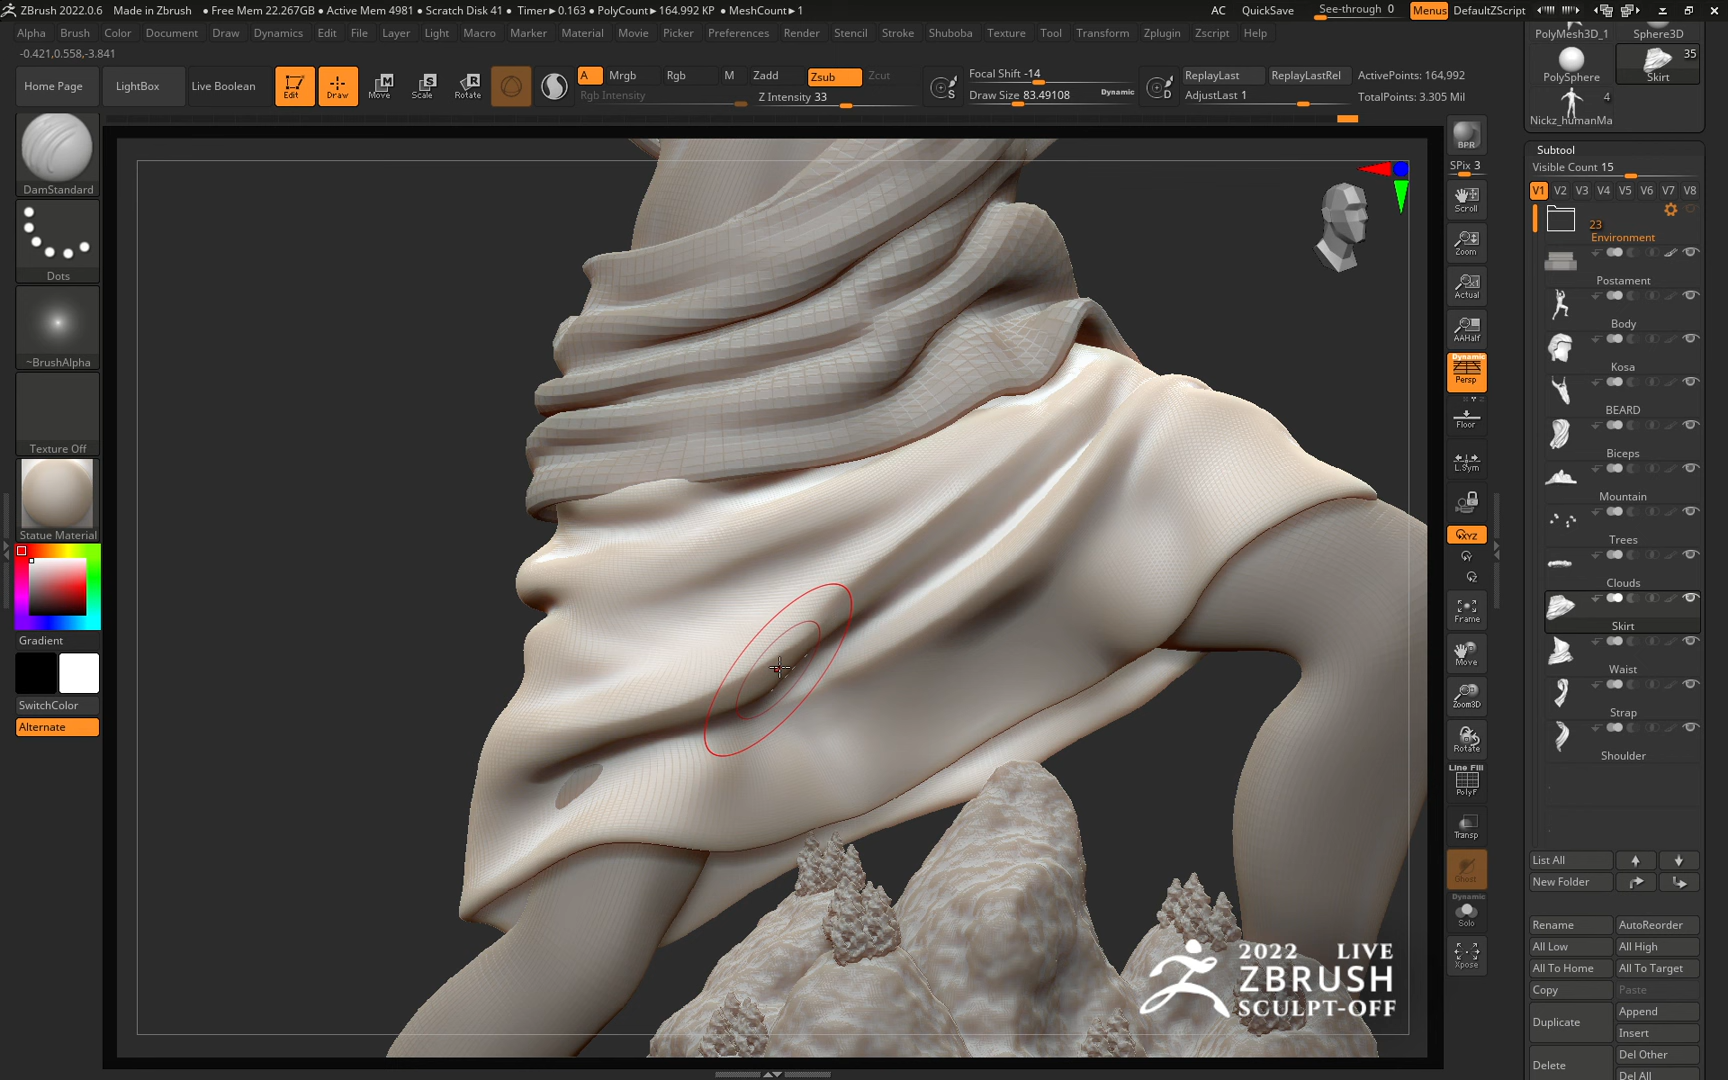 ZBrush 2022.0.6 Made in Zbrush • Free Mem 22.267GB • Active Mem 4981 • Scratch Disk 41 • Timer▶0.163 • PolyCount▶164.992 KP • MeshCount▶1 AC QuickSave See-through 0 Menus DefaultZScript
Alpha Brush Color Document Draw Dynamics Edit File Layer Light Macro Marker Material Movie Picker Preferences Render Stencil Stroke Shuboba Texture Tool Transform Zplugin Zscript Help
-0.421,0.558,-3.841
Home Page
LightBox
Live Boolean
Edit
Draw
Move
Scale
Rotate
A Mrgb Rgb M Zadd Zsub Zcut
Rgb Intensity
Z Intensity 33
S
Focal Shift -14
Draw Size 83.49108
Dynamic
D
ReplayLast
ReplayLastRel
AdjustLast 1
ActivePoints: 164,992
TotalPoints: 3.305 Mil
DamStandard
Dots
~BrushAlpha
Texture Off
Statue Material
Gradient
SwitchColor
Alternate
2022 LIVE
ZBRUSH
SCULPT-OFF
BPR
SPix 3
Scroll
Zoom
Actual
AAHalf
Dynamic
Persp
Floor
L.Sym
XYZ
Frame
Move
Zoom3D
Rotate
Line Fill
PolyF
Transp
Ghost
Dynamic
Solo
Xpose
PolyMesh3D_1
Sphere3D
PolySphere
35
Skirt
4
Nickz_humanMa
Subtool
Visible Count 15
V1 V2 V3 V4 V5 V6 V7 V8
23
Environment
Postament
Body
Kosa
BEARD
Biceps
Mountain
Trees
Clouds
Skirt
Waist
Strap
Shoulder
List All
New Folder
Rename
AutoReorder
All Low
All High
All To Home
All To Target
Copy
Paste
Duplicate
Append
Insert
Delete
Del Other
Del All